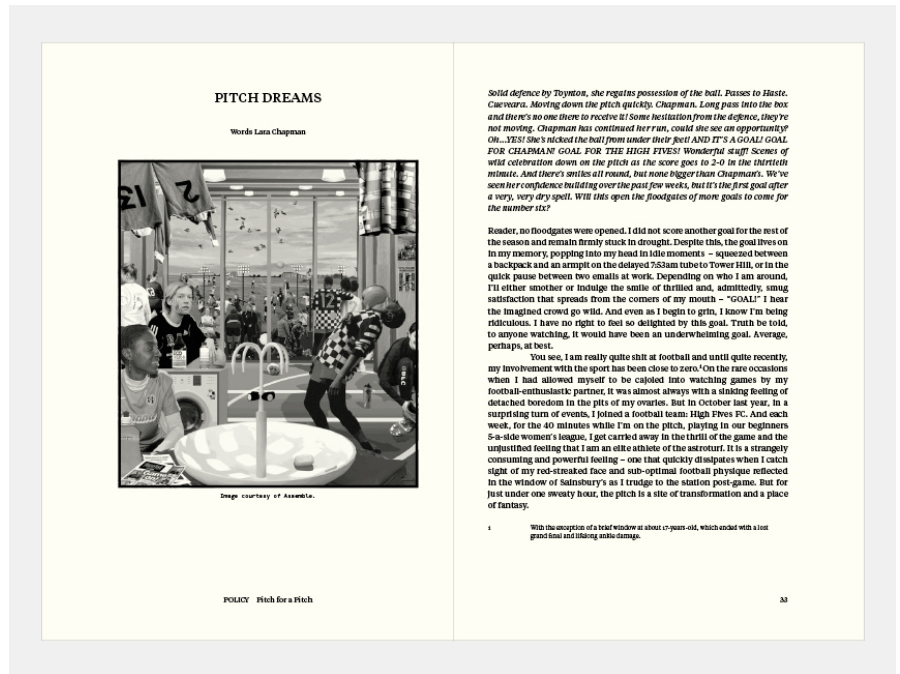 PITCH DREAMS
Words Lara Chapman
13
2
12
Image courtesy of Assemble.
POLICY Pitch for a Pitch
Solid defence by Toynton, she regains possession of the ball. Passes to Haste.
Cueveara. Moving down the pitch quickly. Chapman. Long pass into the box
and there's no one there to receive it! Some hesitation from the defence, they're
not moving. Chapman has continued her run, could she see an opportunity?
Oh...YES! She's nicked the ball from under their feet! AND IT'S A GOAL! GOAL
FOR CHAPMAN! GOAL FOR THE HIGH FIVES! Wonderful stuff! Scenes of
wild celebration down on the pitch as the score goes to 2-0 in the thirtieth
minute. And there's smiles all round, but none bigger than Chapman's. We've
seen her confidence building over the past few weeks, but it's the first goal after
a very, very dry spell. Will this open the floodgates of more goals to come for
the number six?
Reader, no floodgates were opened. I did not score another goal for the rest of
the season and remain firmly stuck in drought. Despite this, the goal lives on
in my memory, popping into my head in idle moments – squeezed between
a backpack and an armpit on the delayed 7:53am tube to Tower Hill, or in the
quick pause between two emails at work. Depending on who I am around,
I'll either smother or indulge the smile of thrilled and, admittedly, smug
satisfaction that spreads from the corners of my mouth – "GOAL!" I hear
the imagined crowd go wild. And even as I begin to grin, I know I'm being
ridiculous. I have no right to feel so delighted by this goal. Truth be told,
to anyone watching, it would have been an underwhelming goal. Average,
perhaps, at best.
You see, I am really quite shit at football and until quite recently,
my involvement with the sport has been close to zero.¹ On the rare occasions
when I had allowed myself to be cajoled into watching games by my
football-enthusiastic partner, it was almost always with a sinking feeling of
detached boredom in the pits of my ovaries. But in October last year, in a
surprising turn of events, I joined a football team: High Fives FC. And each
week, for the 40 minutes while I'm on the pitch, playing in our beginners
5-a-side women's league, I get carried away in the thrill of the game and the
unjustified feeling that I am an elite athlete of the astroturf. It is a strangely
consuming and powerful feeling – one that quickly dissipates when I catch
sight of my red-streaked face and sub-optimal football physique reflected
in the window of Sainsbury's as I trudge to the station post-game. But for
just under one sweaty hour, the pitch is a site of transformation and a place
of fantasy.
1 With the exception of a brief window at about 17-years-old, which ended with a lost
grand final and lifelong ankle damage.
33